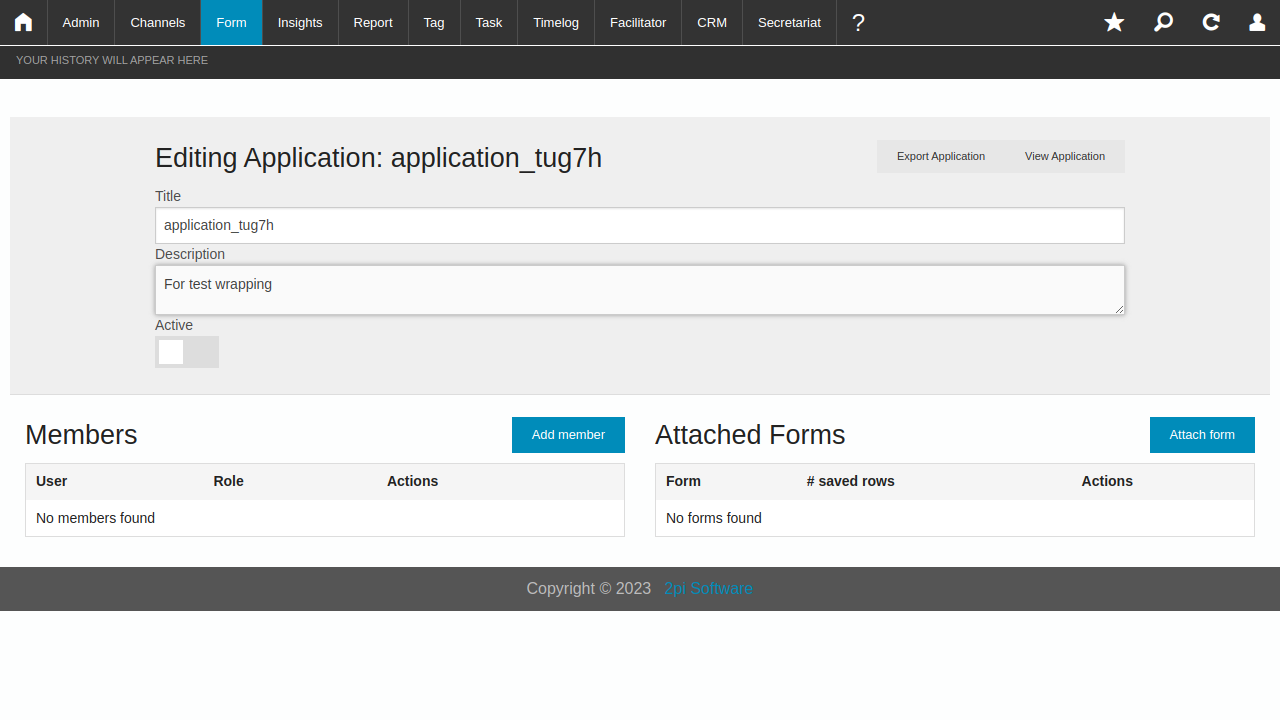 Admin Channels Form Insights Report Tag Task Timelog Facilitator CRM Secretariat ?
YOUR HISTORY WILL APPEAR HERE
Editing Application: application_tug7h
Export Application View Application
Title
application_tug7h
Description
For test wrapping
Active
Members Add member
User Role Actions
No members found
Attached Forms Attach form
Form # saved rows Actions
No forms found
Copyright © 2023 2pi Software